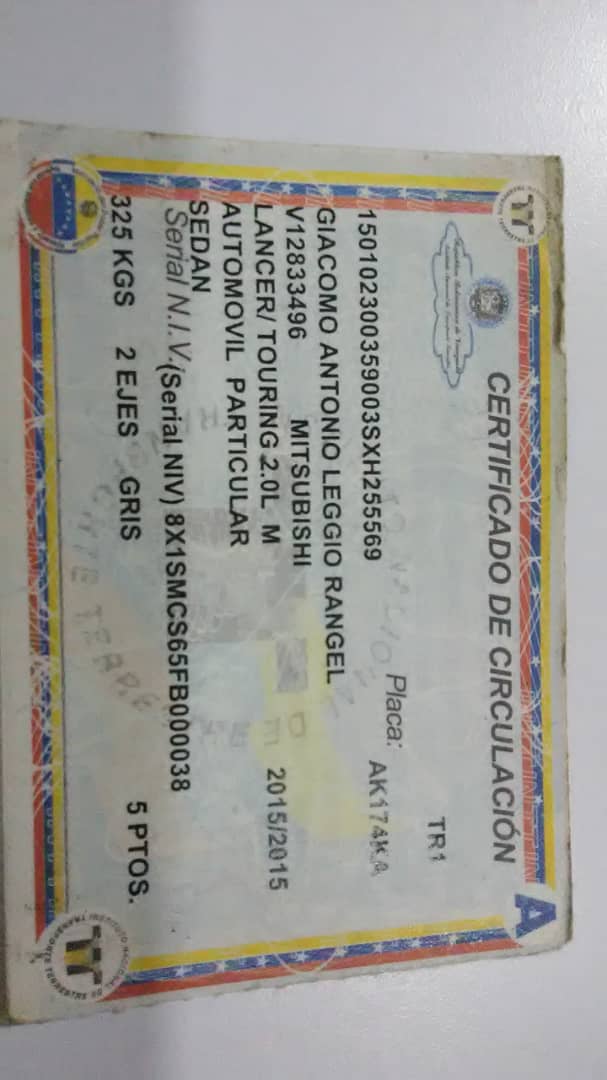 CERTIFICADO DE CIRCULACIÓN
A
TR1
150102300359003SXH255569
Placa: AK174KA
GIACOMO ANTONIO LEGGIO RANGEL
V12833496 MITSUBISHI
LANCER/ TOURING 2.0L M 2015/2015
AUTOMOVIL PARTICULAR
SEDAN
Serial N.I.V.(Serial NIV) 8X1SMCS65FB000038
325 KGS 2 EJES GRIS 5 PTOS.